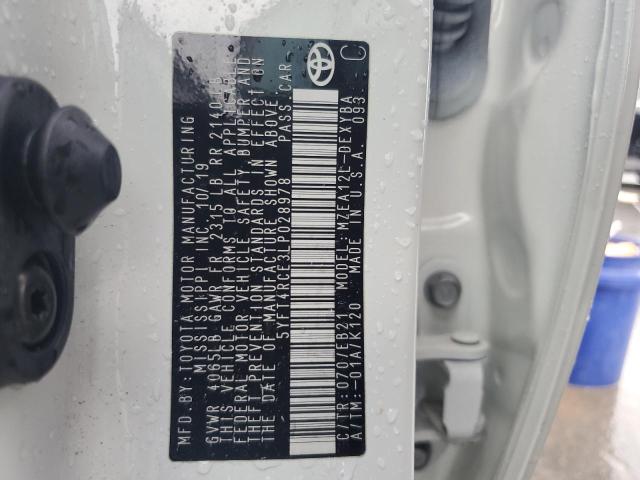 MFD.BY: TOYOTA MOTOR MANUFACTURING
MISSISSIPPI INC. 10/19
GVWR 4065LB GAWR FR 2315 LB RR 2140 LB
THIS VEHICLE CONFORMS TO ALL APPLICABLE
FEDERAL MOTOR VEHICLE SAFETY, BUMPER AND
THEFT PREVENTION STANDARDS IN EFFECT ON
THE DATE OF MANUFACTURE SHOWN ABOVE.
5YFT4RCE3LP028978 PASS. CAR
C/TR: 070/EB21 MODEL: MZEA12L-DEXYBA
A/TM: -01A/K120 MADE IN U.S.A. 093
C